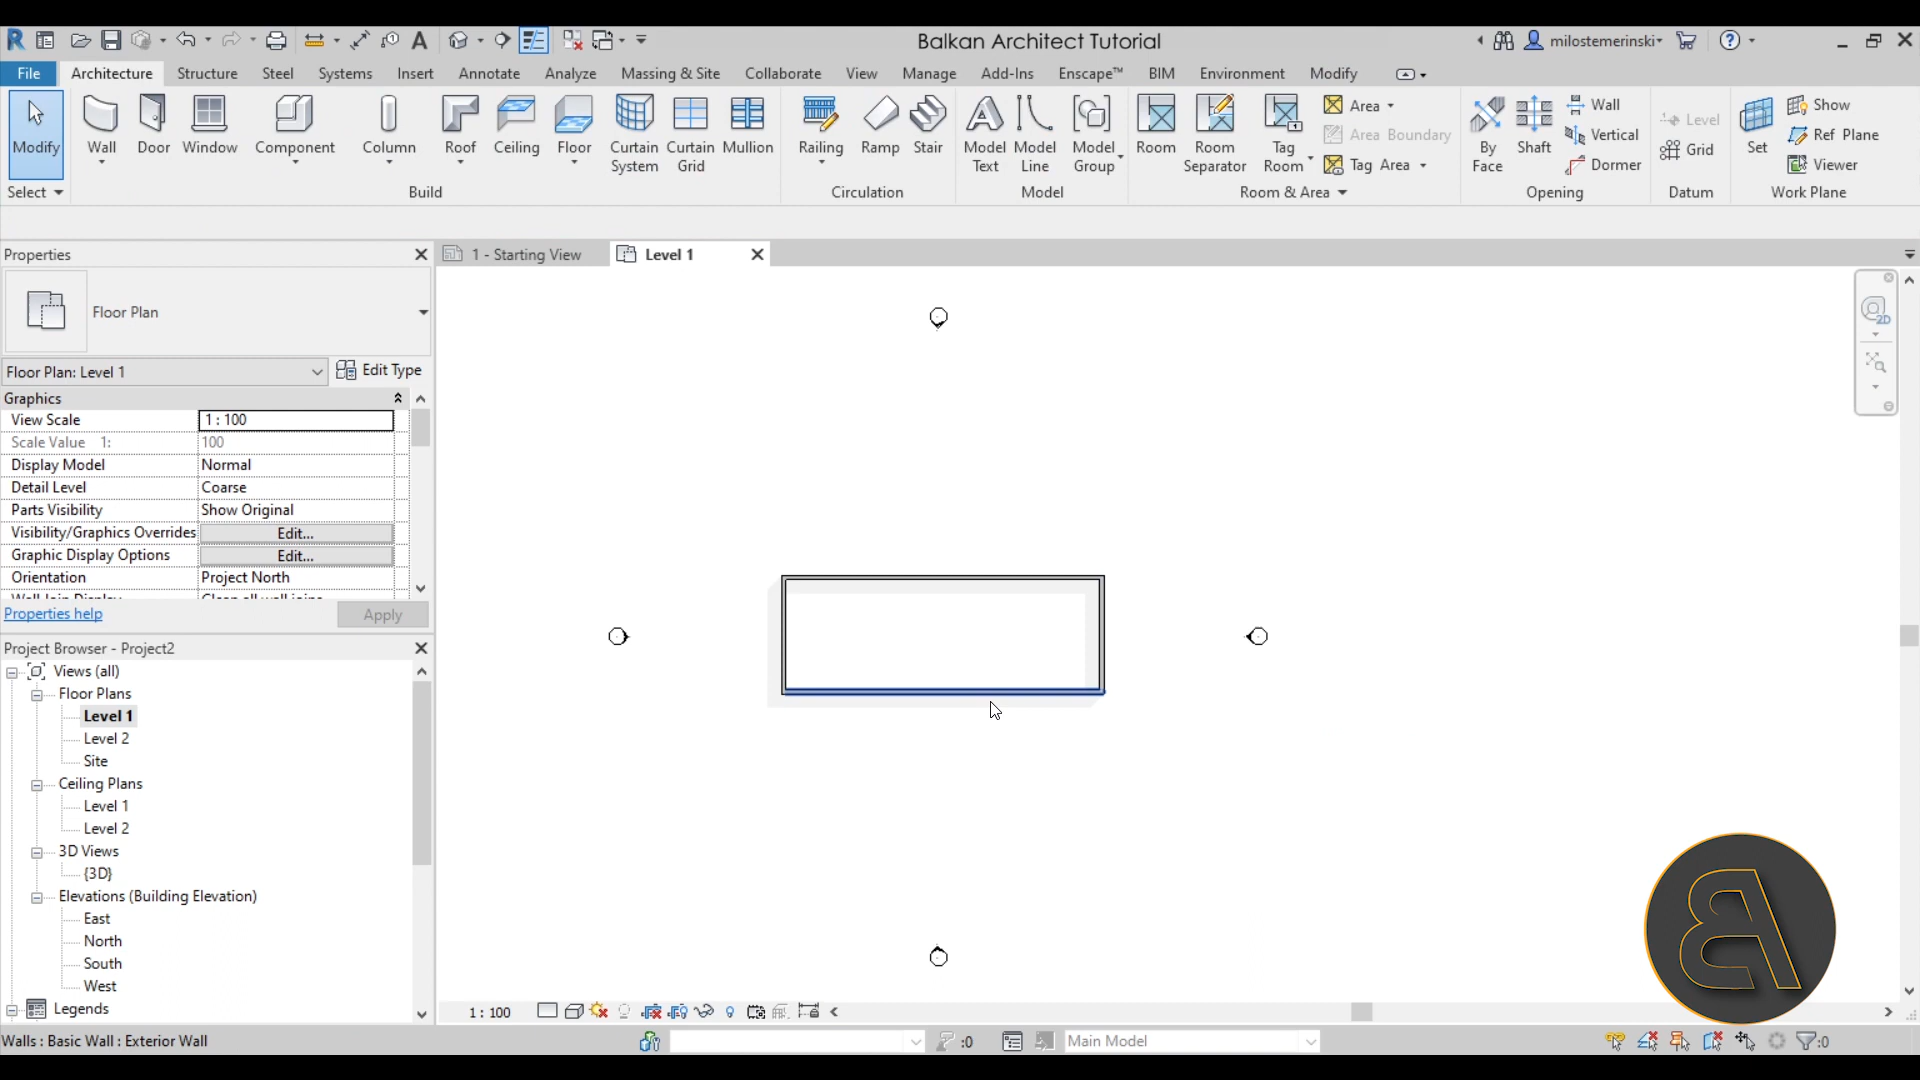 Balkan Architect Tutorial
milostemerinski
File Architecture Structure Steel Systems Insert Annotate Analyze Massing & Site Collaborate View Manage Add-Ins Enscape™ BIM Environment Modify
Modify
Wall
Door
Window
Component
Column
Roof
Ceiling
Floor
Curtain System
Curtain Grid
Mullion
Railing
Ramp
Stair
Model Text
Model Line
Model Group
Room
Room Separator
Tag Room
Area
Area Boundary
Tag Area
By Face
Shaft
Wall
Vertical
Dormer
Level
Grid
Set
Show
Ref Plane
Viewer
Select
Build
Circulation
Model
Room & Area
Opening
Datum
Work Plane
Properties
1 - Starting View
Level 1
2D
Floor Plan
Floor Plan: Level 1
Edit Type
Graphics
View Scale 1 : 100
Scale Value 1: 100
Display Model Normal
Detail Level Coarse
Parts Visibility Show Original
Visibility/Graphics Overrides Edit...
Graphic Display Options Edit...
Orientation Project North
Properties help
Apply
Project Browser - Project2
Views (all)
Floor Plans
Level 1
Level 2
Site
Ceiling Plans
Level 1
Level 2
3D Views
{3D}
Elevations (Building Elevation)
East
North
South
West
Legends
1 : 100
Walls : Basic Wall : Exterior Wall
:0
Main Model
:0